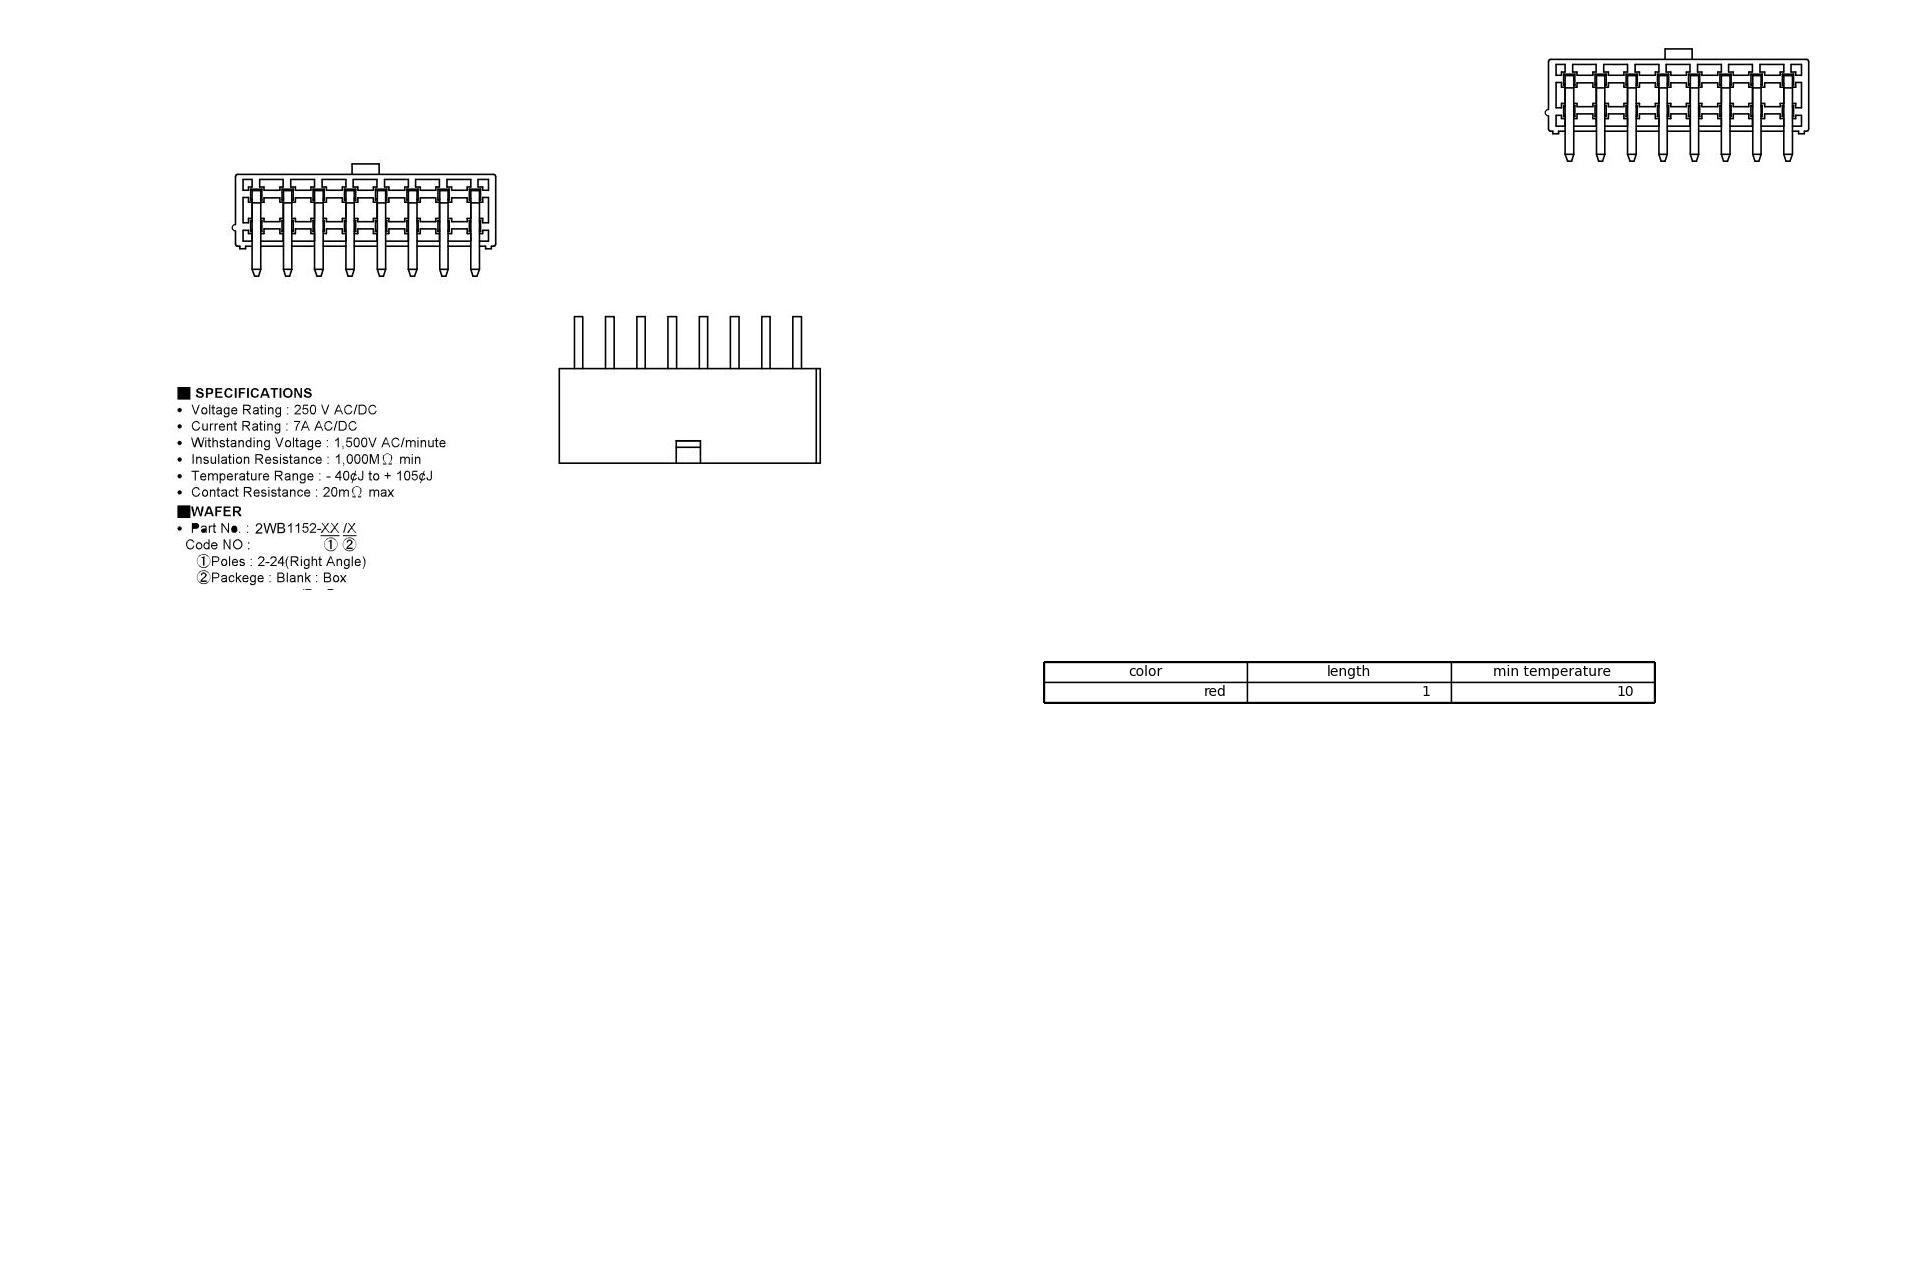 ■ SPECIFICATIONS
• Voltage Rating : 250 V AC/DC
• Current Rating : 7A AC/DC
• Withstanding Voltage : 1,500V AC/minute
• Insulation Resistance : 1,000MΩ min
• Temperature Range : - 40¢J to + 105¢J
• Contact Resistance : 20mΩ max
■WAFER
• Part No. : 2WB1152-XX /X
Code NO : ① ②
①Poles : 2-24(Right Angle)
②Packege : Blank : Box
color length min temperature
red 1 10